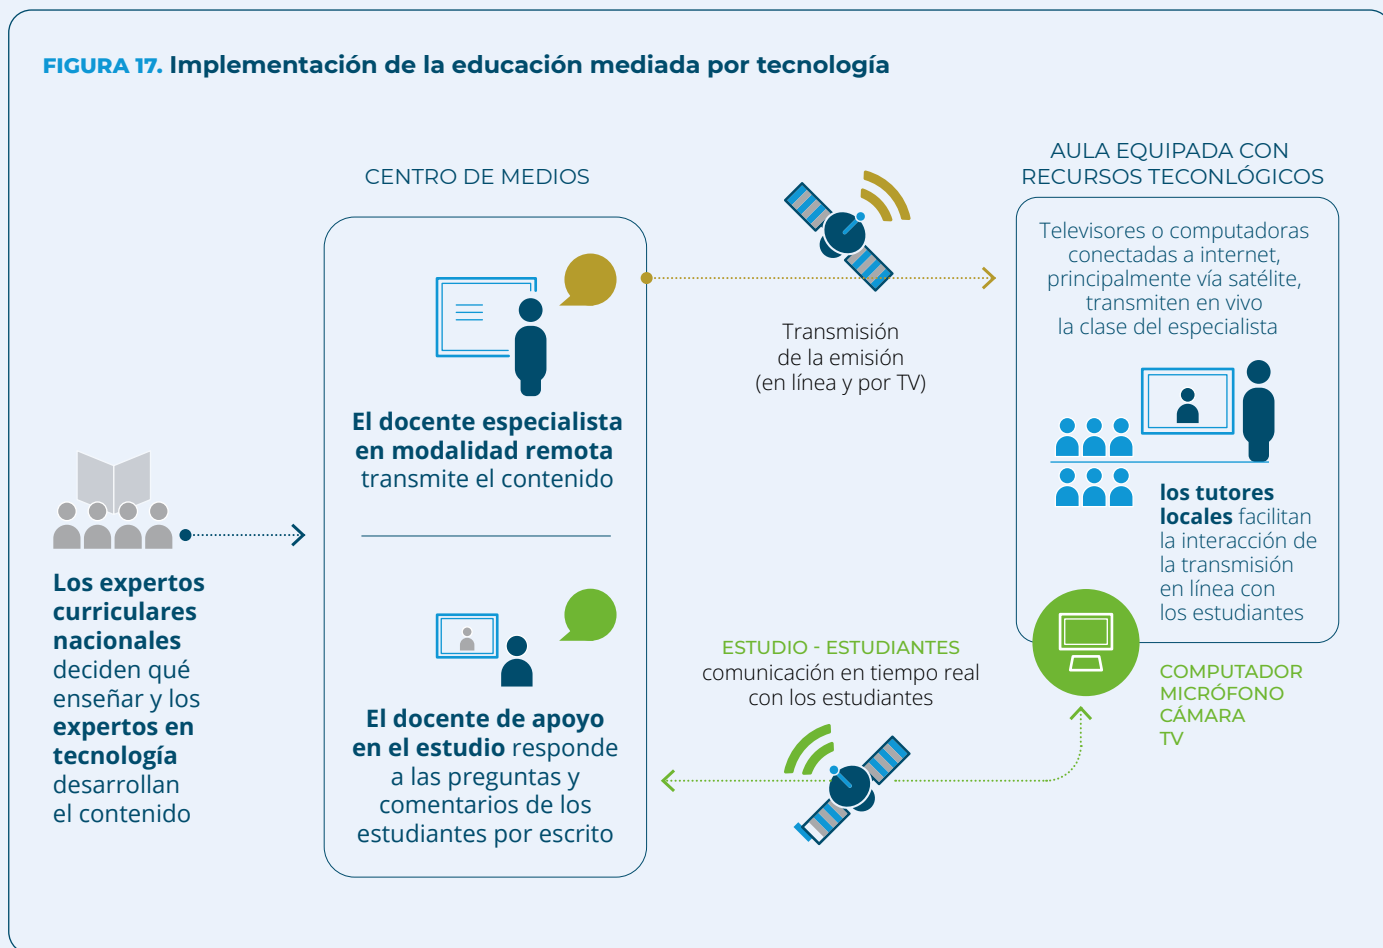 FIGURA 17. Implementación de la educación mediada por tecnología
CENTRO DE MEDIOS
AULA EQUIPADA CON
RECURSOS TECONLÓGICOS
Los expertos
curriculares
nacionales
deciden qué
enseñar y los
expertos en
tecnología
desarrollan
el contenido
El docente especialista
en modalidad remota
transmite el contenido
El docente de apoyo
en el estudio responde
a las preguntas y
comentarios de los
estudiantes por escrito
Transmisión
de la emisión
(en línea y por TV)
ESTUDIO - ESTUDIANTES
comunicación en tiempo real
con los estudiantes
Televisores o computadoras
conectadas a internet,
principalmente vía satélite,
transmiten en vivo
la clase del especialista
los tutores
locales facilitan
la interacción de
la transmisión
en línea con
los estudiantes
COMPUTADOR
MICRÓFONO
CÁMARA
TV